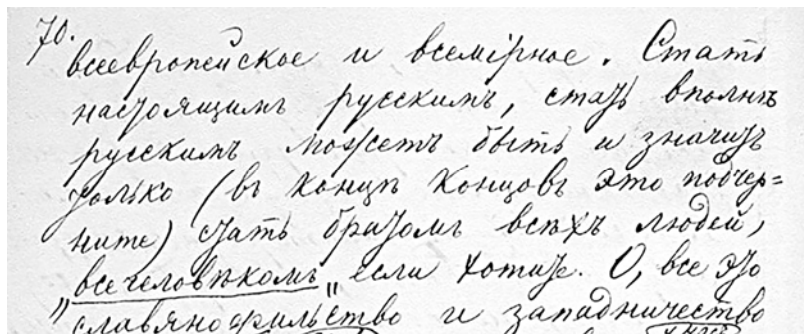 70.
всеевропейское и всемірное. Стать
настоящимъ русскимъ, стать вполнѣ
русскимъ можетъ быть и значитъ
только (въ концѣ концовъ это подчер=
ните) стать братомъ всѣхъ людей,
„всечеловѣкомъ„ если хотите. О, все это
славянофильство и западничество